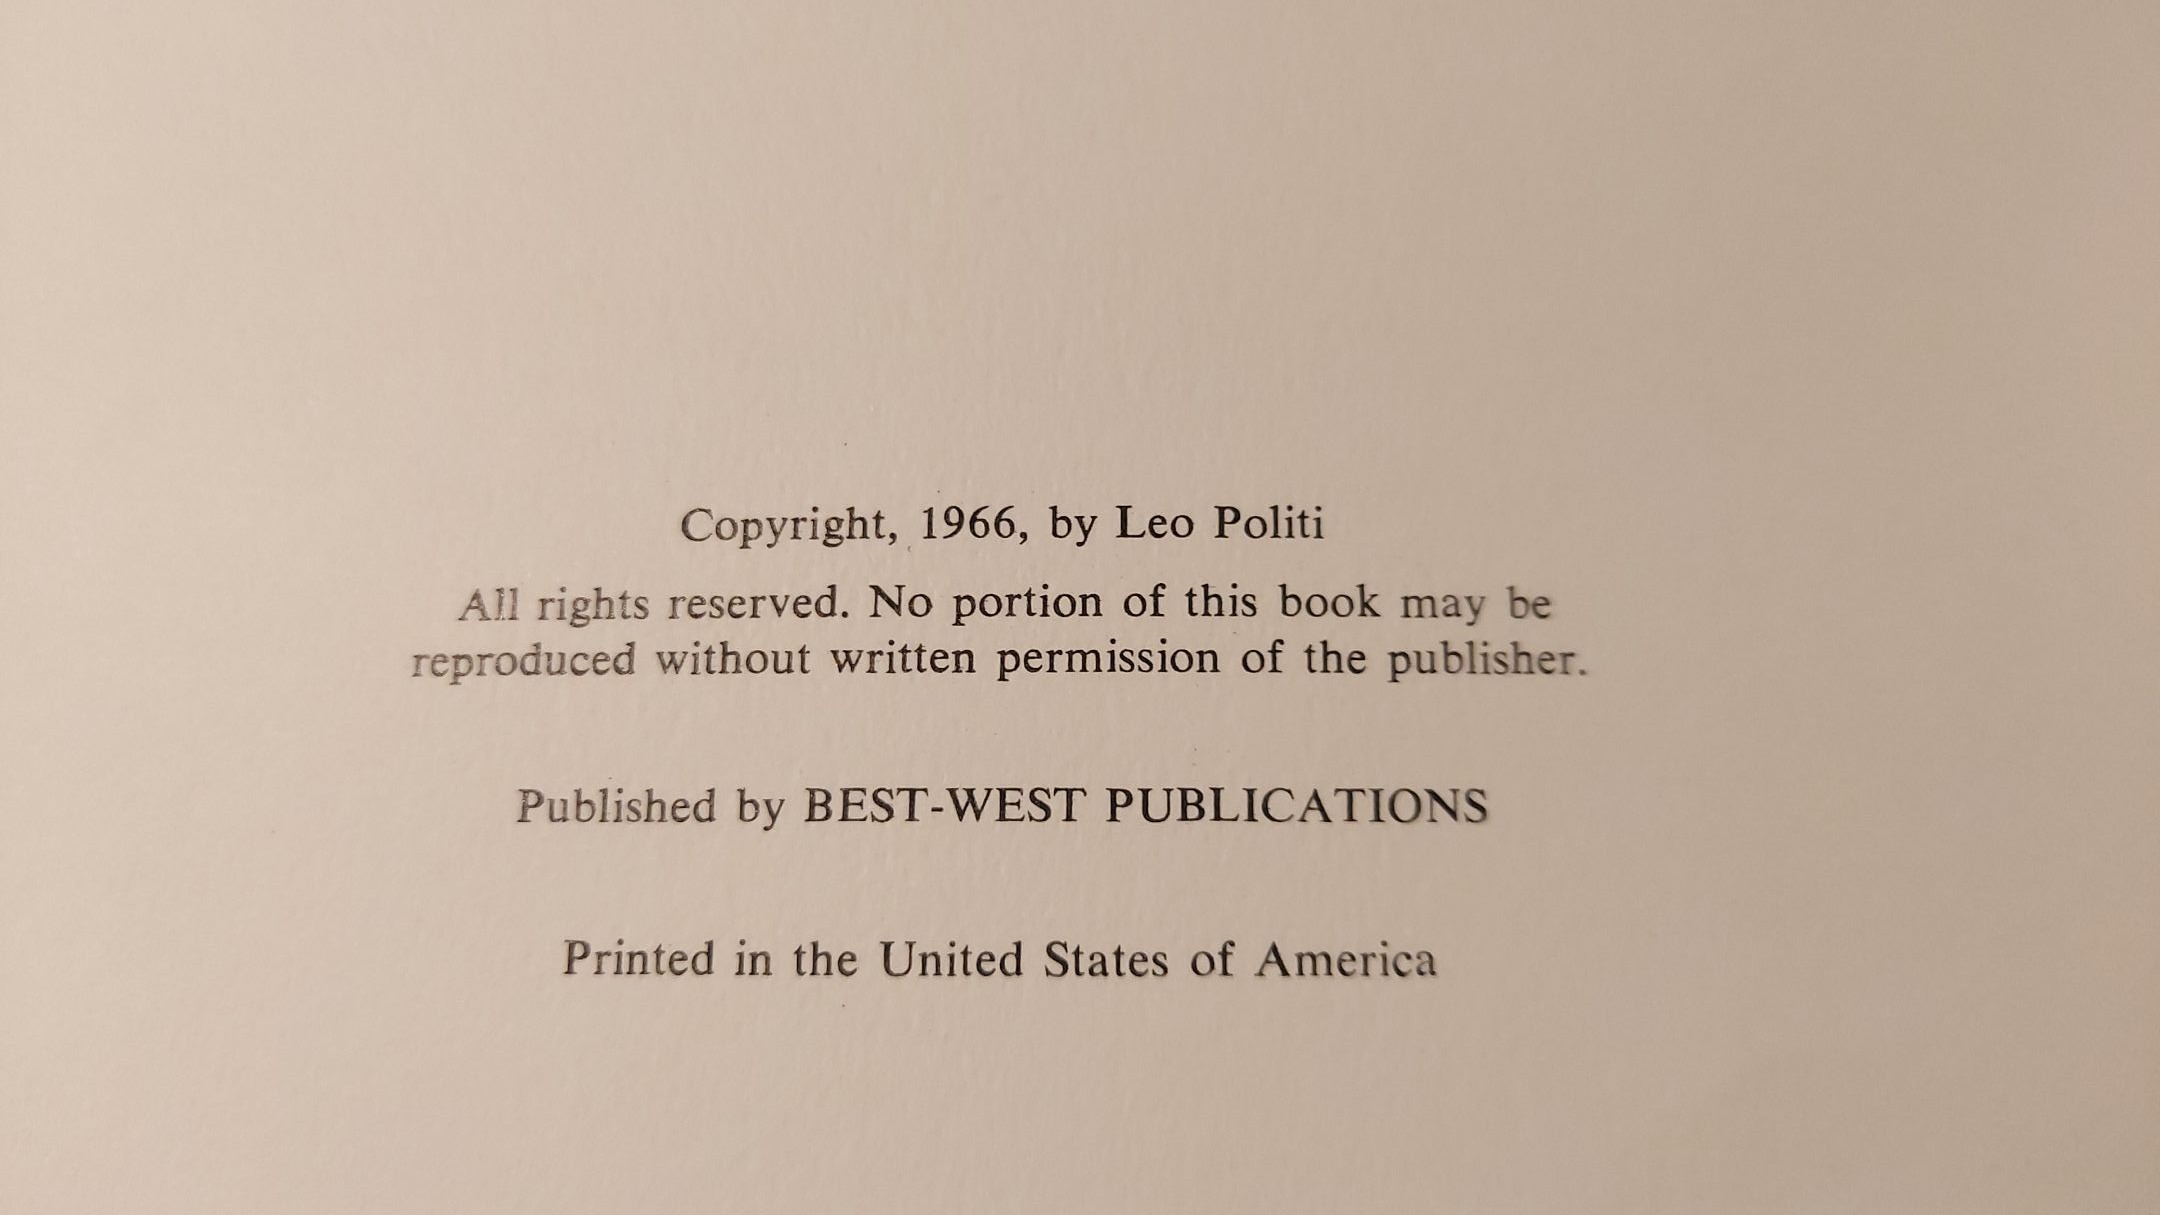 Copyright, 1966, by Leo Politi
All rights reserved. No portion of this book may be
reproduced without written permission of the publisher.
Published by BEST-WEST PUBLICATIONS
Printed in the United States of America